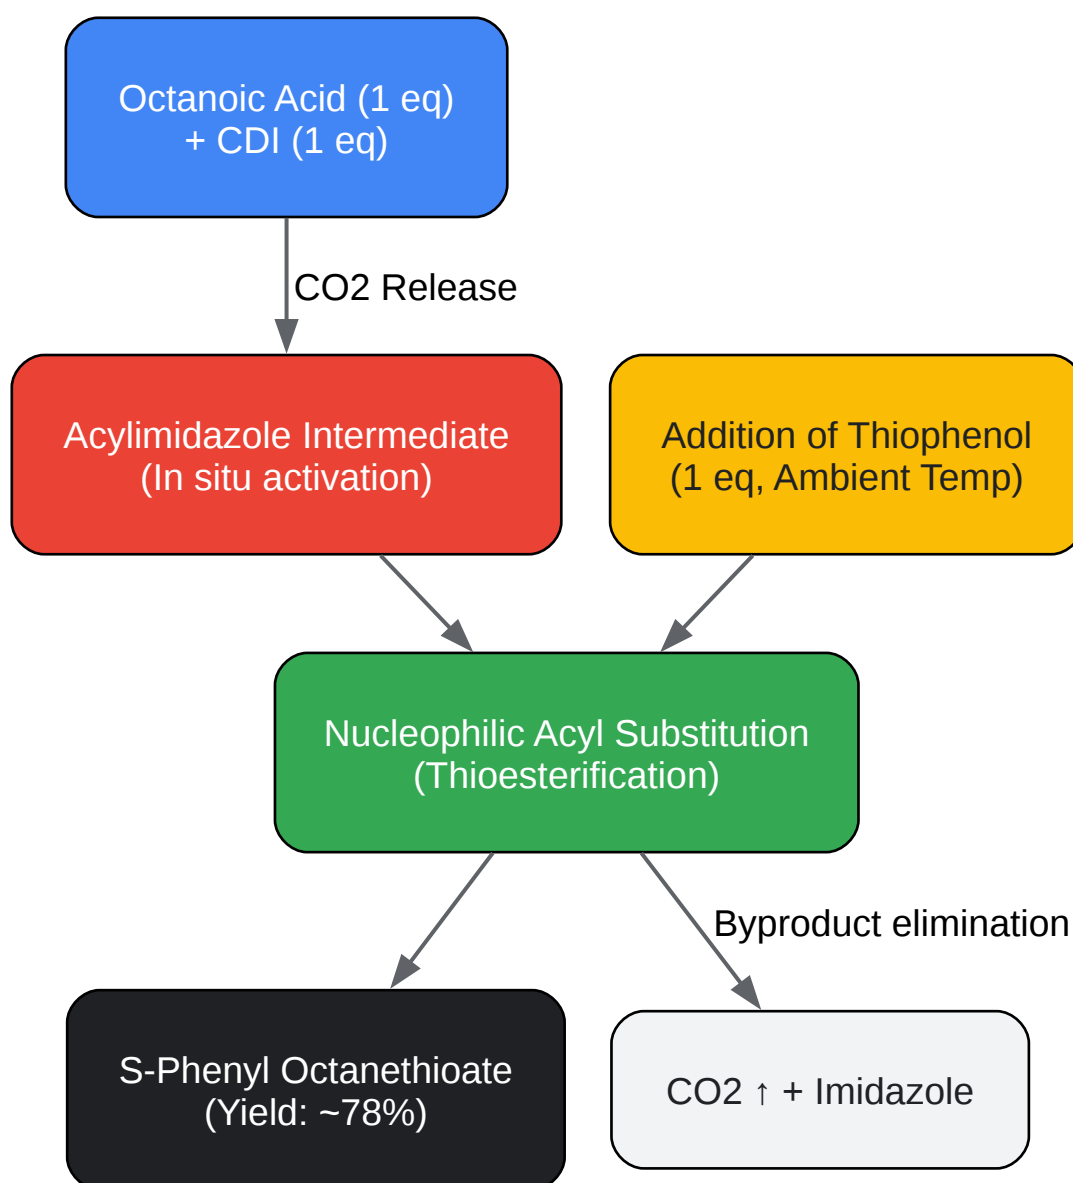 Octanoic Acid (1 eq)
+ CDI (1 eq)
CO2 Release
Acylimidazole Intermediate
(In situ activation)
Addition of Thiophenol
(1 eq, Ambient Temp)
Nucleophilic Acyl Substitution
(Thioesterification)
Byproduct elimination
S-Phenyl Octanethioate
(Yield: ~78%)
CO2 ↑ + Imidazole